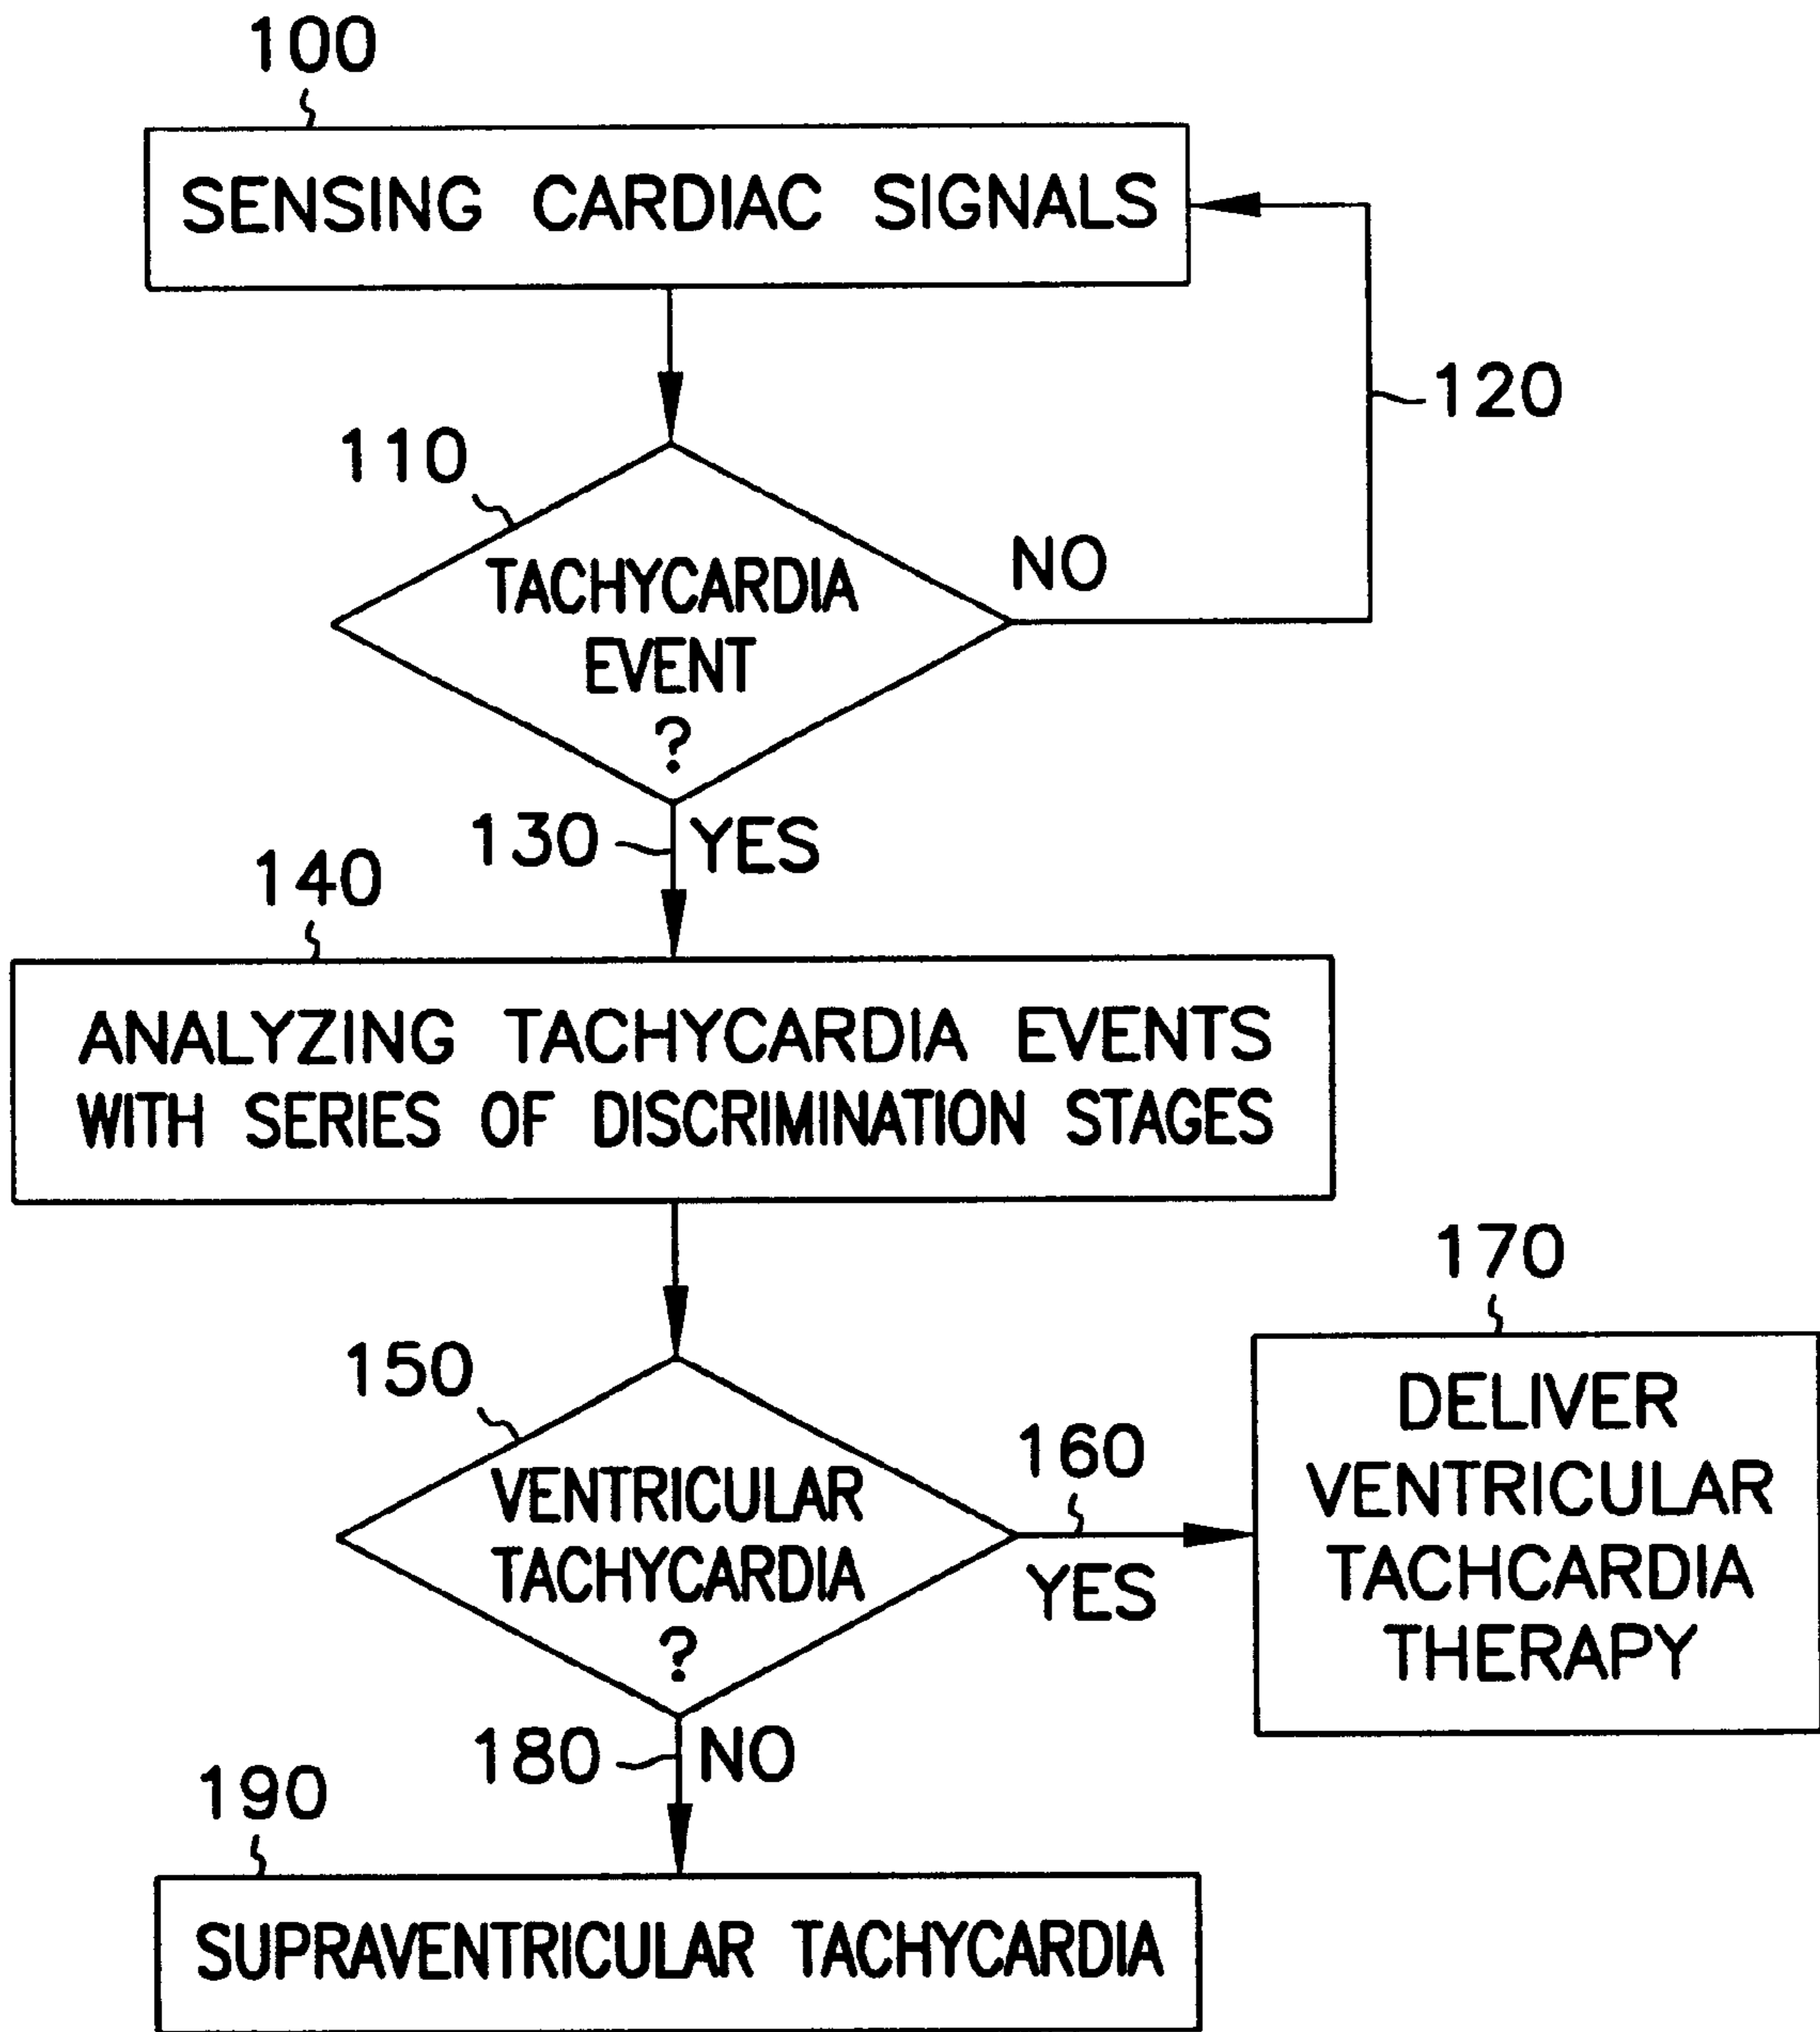 100
SENSING CARDIAC SIGNALS
120
110
TACHYCARDIA
EVENT
?
NO
130
YES
140
ANALYZING TACHYCARDIA EVENTS
WITH SERIES OF DISCRIMINATION STAGES
150
VENTRICULAR
TACHYCARDIA
?
160
YES
170
DELIVER
VENTRICULAR
TACHCARDIA
THERAPY
180
NO
190
SUPRAVENTRICULAR TACHYCARDIA